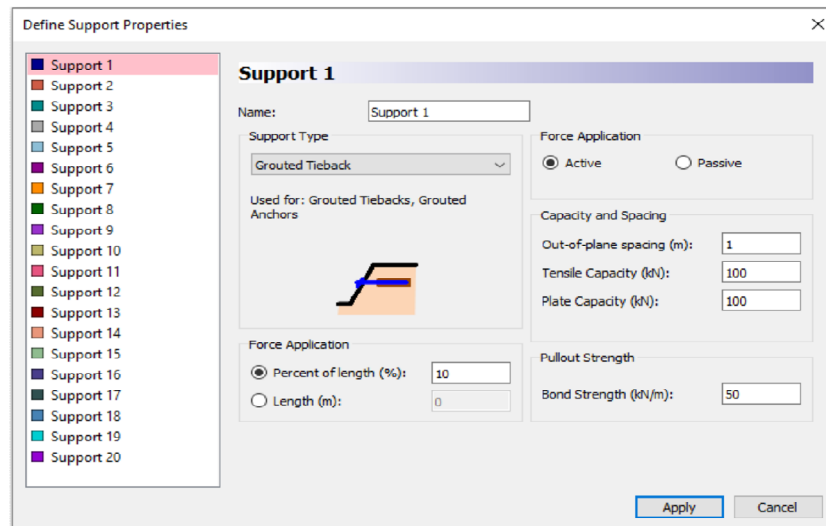 Define Support Properties
Support 1
Support 2
Support 3
Support 4
Support 5
Support 6
Support 7
Support 8
Support 9
Support 10
Support 11
Support 12
Support 13
Support 14
Support 15
Support 16
Support 17
Support 18
Support 19
Support 20
Support 1
Name: Support 1
Support Type
Grouted Tieback
Used for: Grouted Tiebacks, Grouted
Anchors
Force Application
Percent of length (%): 10
Length (m): 0
Force Application
Active Passive
Capacity and Spacing
Out-of-plane spacing (m): 1
Tensile Capacity (kN): 100
Plate Capacity (kN): 100
Pullout Strength
Bond Strength (kN/m): 50
Apply Cancel